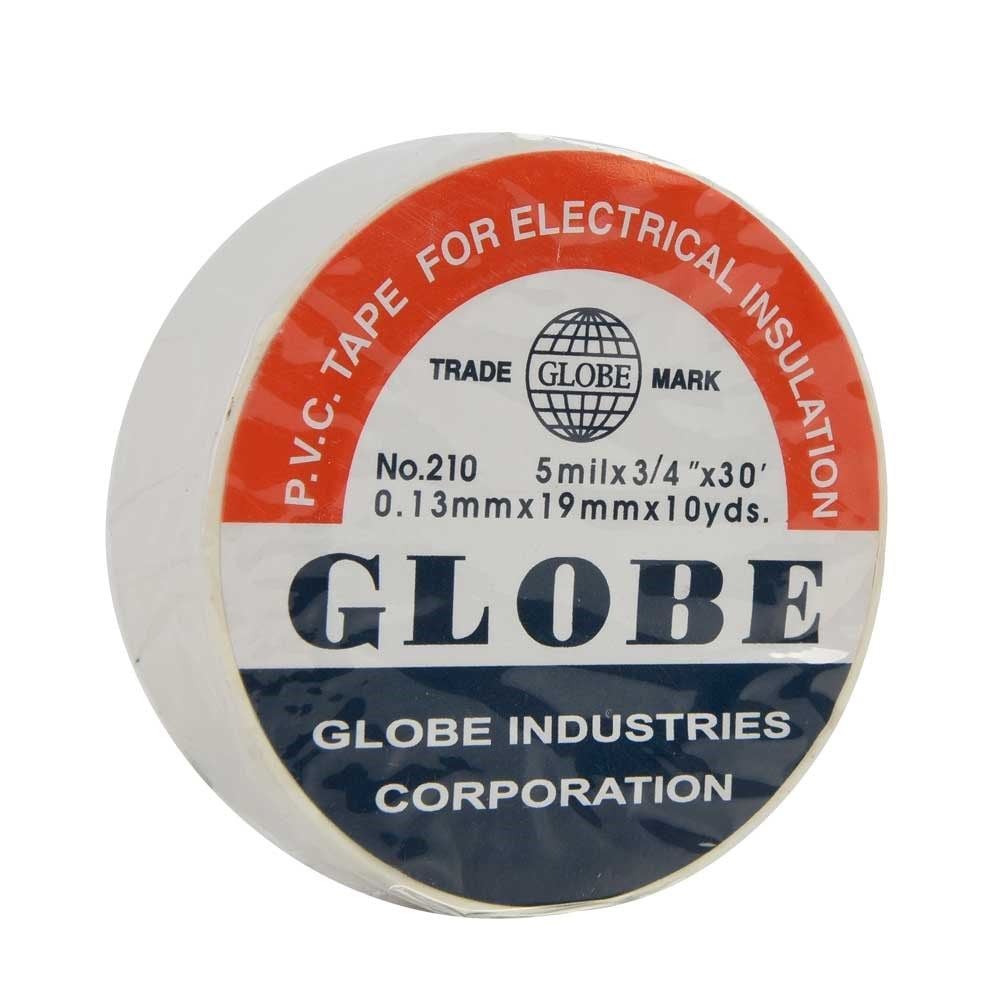 P.V.C. TAPE FOR ELECTRICAL INSULATION
TRADE GLOBE MARK
No.210 5milx3/4"x30'
0.13mmx19mmx10yds.
GLOBE
GLOBE INDUSTRIES
CORPORATION